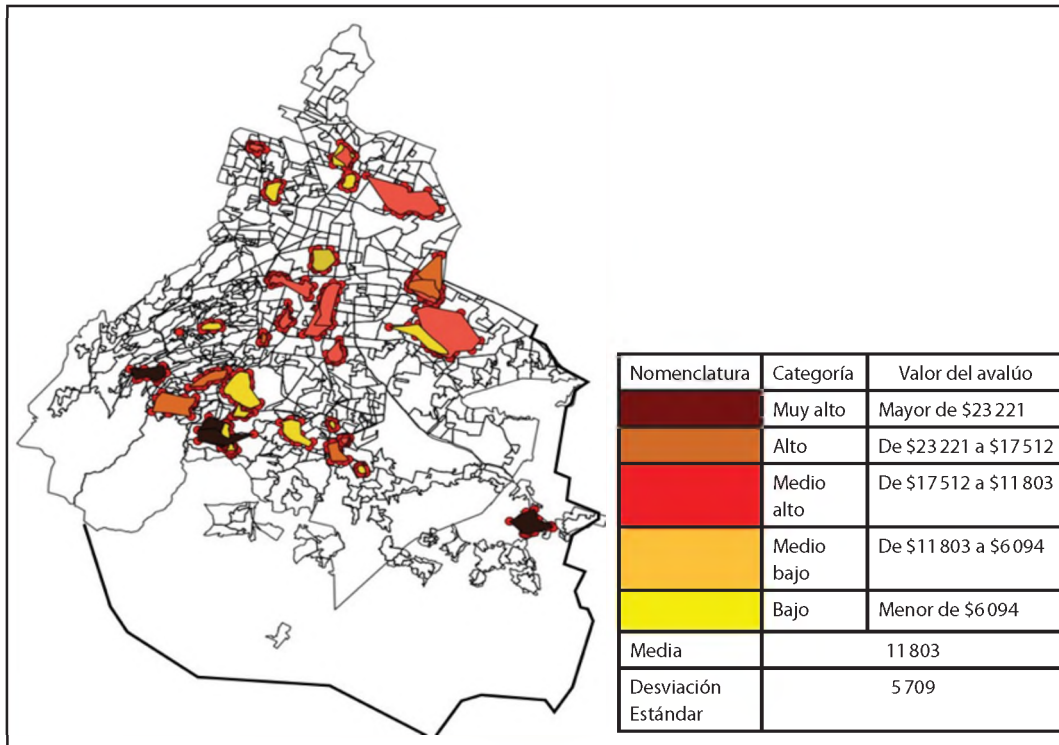 Nomenclatura Categoría Valor del avalúo
Muy alto Mayor de $23 221
Alto De $23 221 a $17 512
Medio alto De $17 512 a $11 803
Medio bajo De $11 803 a $6 094
Bajo Menor de $6 094
Media 11 803
Desviación Estándar 5 709